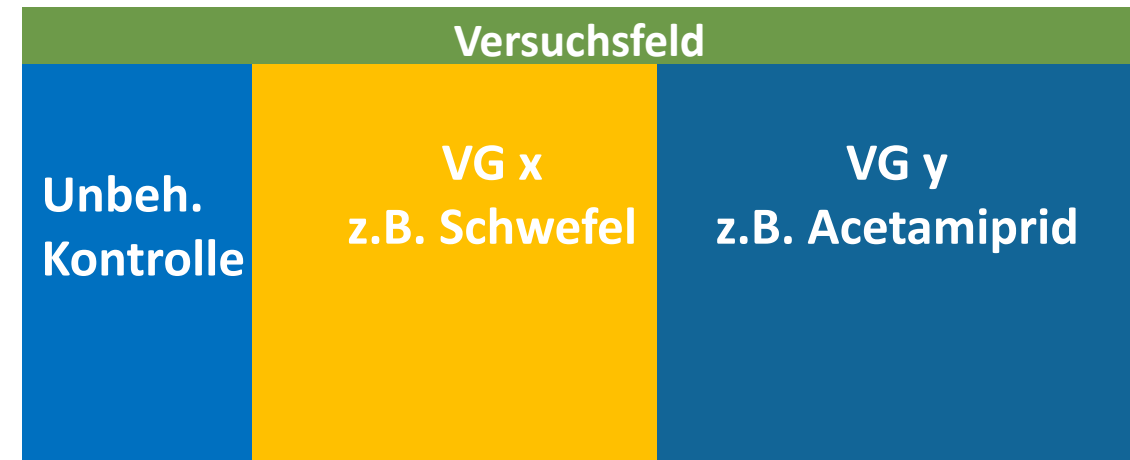 Versuchsfeld
Unbeh.
Kontrolle
VG x
z.B. Schwefel
VG y
z.B. Acetamiprid